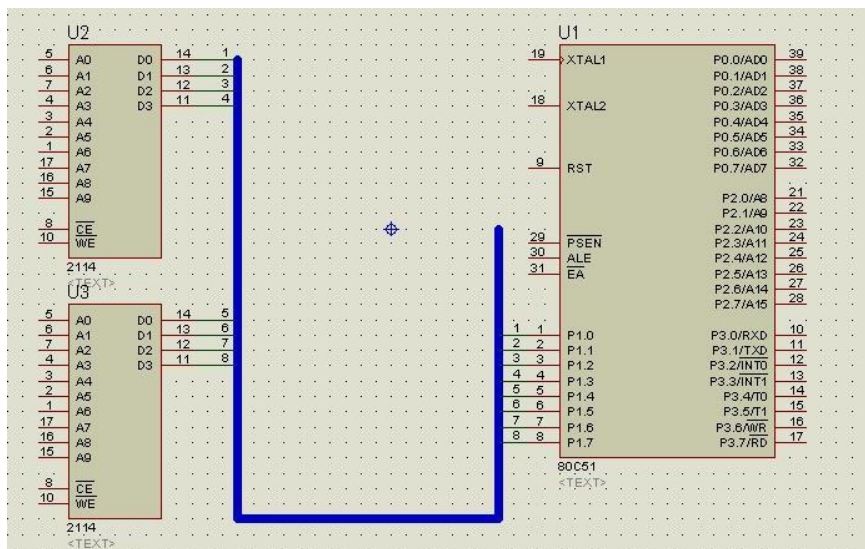 U2
5 A0 D0 14 1
6 A1 D1 13 2
7 A2 D2 12 3
4 A3 D3 11 4
3 A4
2 A5
1 A6
17 A7
16 A8
15 A9
8 CE
10 WE
2114
<TEXT>
U3
5 A0 D0 14 5
6 A1 D1 13 6
7 A2 D2 12 7
4 A3 D3 11 8
3 A4
2 A5
1 A6
17 A7
16 A8
15 A9
8 CE
10 WE
2114
<TEXT>
U1
19 XTAL1 P0.0/AD0 39
P0.1/AD1 38
P0.2/AD2 37
18 XTAL2 P0.3/AD3 36
P0.4/AD4 35
P0.5/AD5 34
P0.6/AD6 33
9 RST P0.7/AD7 32
P2.0/A8 21
P2.1/A9 22
P2.2/A10 23
29 PSEN P2.3/A11 24
30 ALE P2.4/A12 25
31 EA P2.5/A13 26
P2.6/A14 27
P2.7/A15 28
1 1 P1.0 P3.0/RXD 10
2 2 P1.1 P3.1/TXD 11
3 3 P1.2 P3.2/INT0 12
4 4 P1.3 P3.3/INT1 13
5 5 P1.4 P3.4/T0 14
6 6 P1.5 P3.5/T1 15
7 7 P1.6 P3.6/WR 16
8 8 P1.7 P3.7/RD 17
80C51
<TEXT>